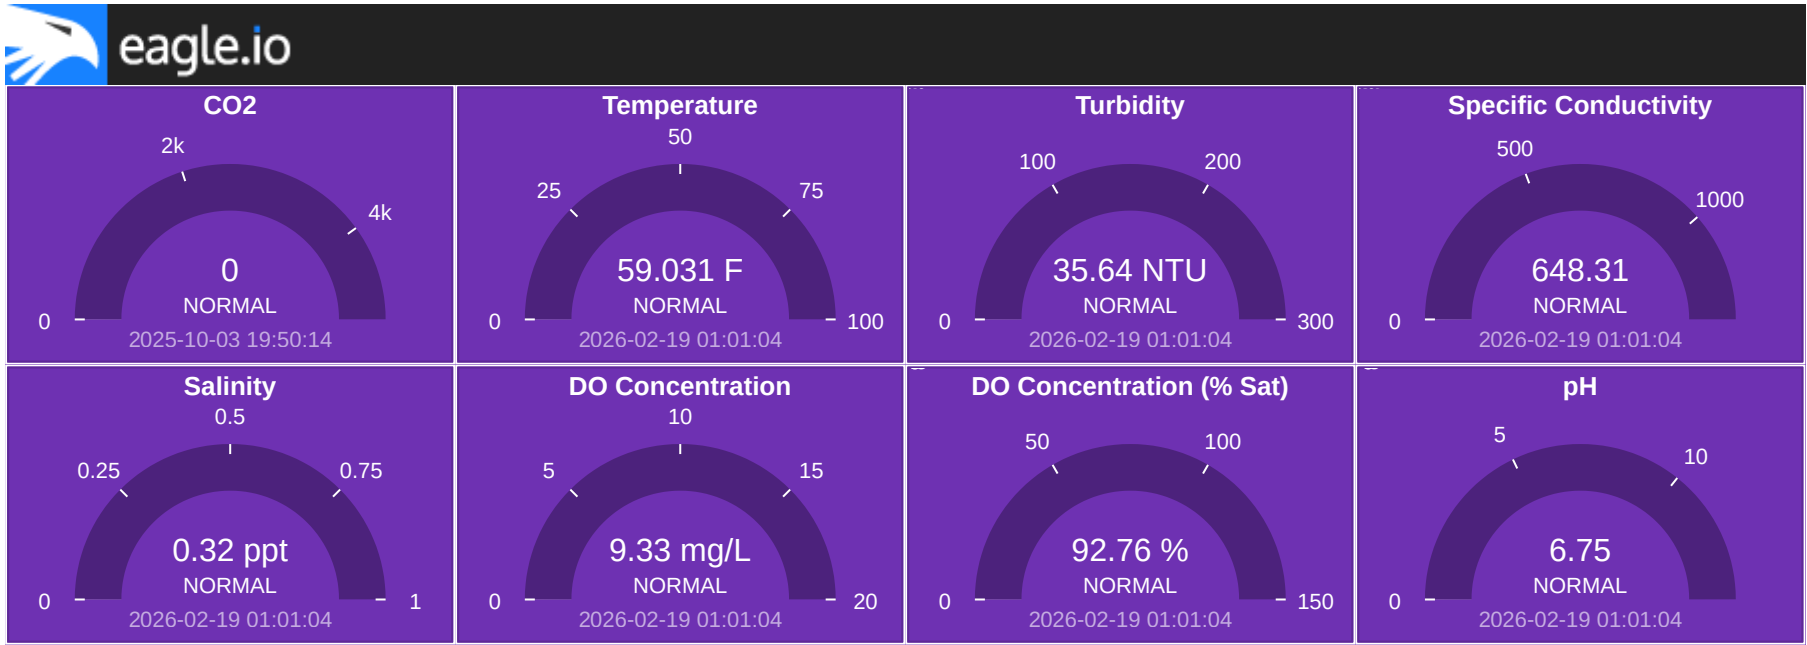 eagle.io
CO2
2k
4k
0
NORMAL
0
2025-10-03 19:50:14
Temperature
50
25
75
59.031 F
NORMAL
0
100
2026-02-19 01:01:04
Turbidity
100
200
35.64 NTU
NORMAL
0
300
2026-02-19 01:01:04
Specific Conductivity
500
1000
648.31
NORMAL
0
2026-02-19 01:01:04
Salinity
0.5
0.25
0.75
0.32 ppt
NORMAL
0
1
2026-02-19 01:01:04
DO Concentration
10
5
15
9.33 mg/L
NORMAL
0
20
2026-02-19 01:01:04
DO Concentration (% Sat)
50
100
92.76 %
NORMAL
0
150
2026-02-19 01:01:04
pH
5
10
6.75
NORMAL
0
2026-02-19 01:01:04